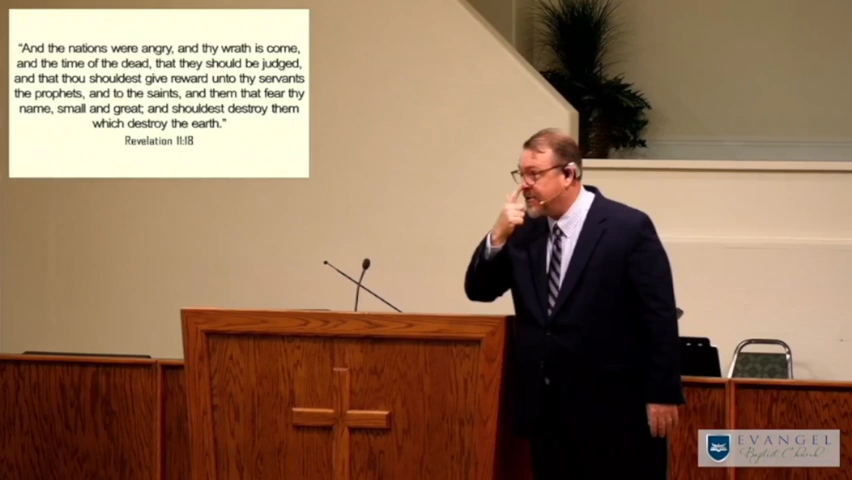 “And the nations were angry, and thy wrath is come,
and the time of the dead, that they should be judged,
and that thou shouldest give reward unto thy servants
the prophets, and to the saints, and them that fear thy
name, small and great; and shouldest destroy them
which destroy the earth.”
Revelation 11:18
EVANGEL
Baptist Church